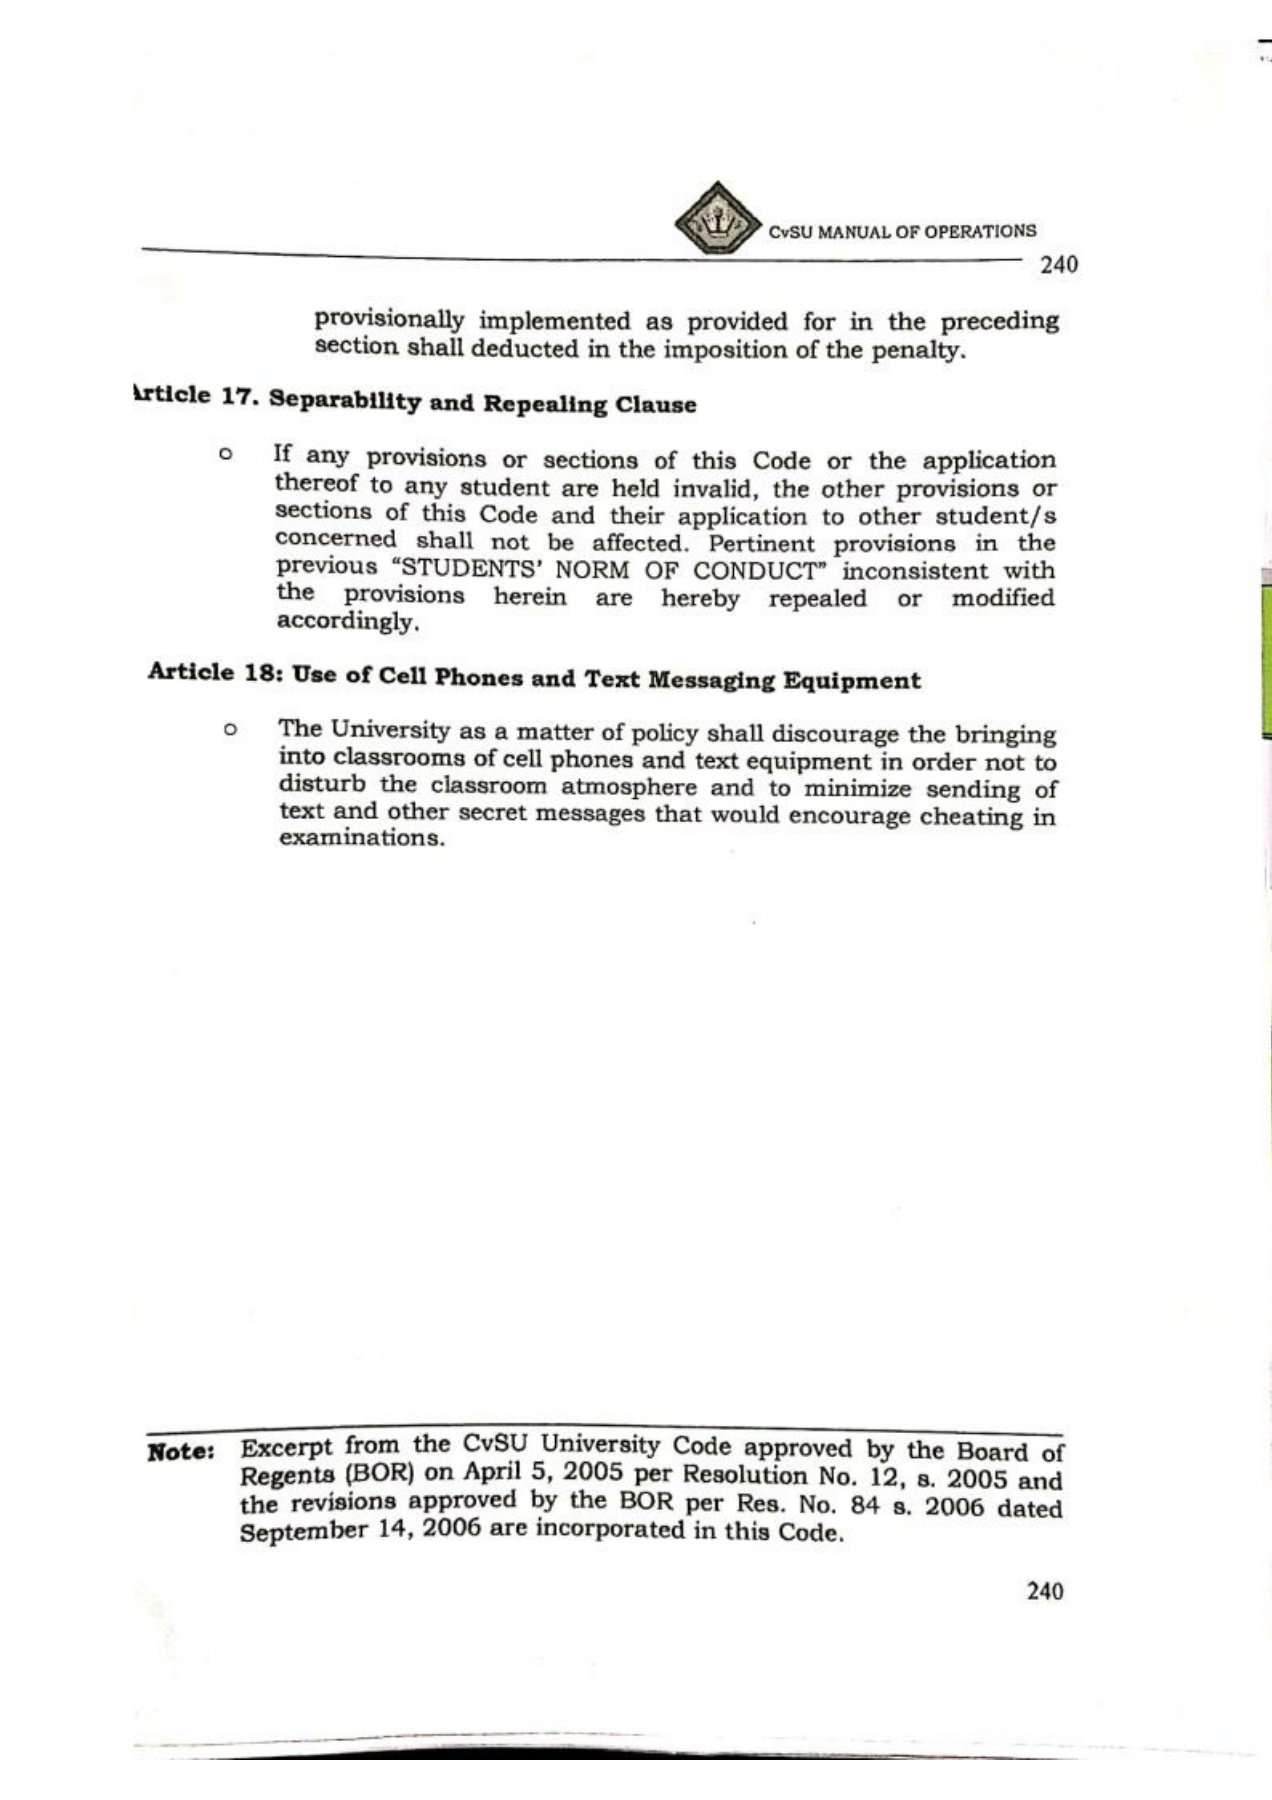 CvSU MANUAL OF OPERATIONS
240
provisionally implemented as provided for in the preceding
section shall deducted in the imposition of the penalty.
Article 17. Separability and Repealing Clause
o If any provisions or sections of this Code or the application
thereof to any student are held invalid, the other provisions or
sections of this Code and their application to other student/s
concerned shall not be affected. Pertinent provisions in the
previous “STUDENTS’ NORM OF CONDUCT” inconsistent with
the provisions herein are hereby repealed or modified
accordingly.
Article 18: Use of Cell Phones and Text Messaging Equipment
o The University as a matter of policy shall discourage the bringing
into classrooms of cell phones and text equipment in order not to
disturb the classroom atmosphere and to minimize sending of
text and other secret messages that would encourage cheating in
examinations.
Note: Excerpt from the CvSU University Code approved by the Board of
Regents (BOR) on April 5, 2005 per Resolution No. 12, s. 2005 and
the revisions approved by the BOR per Res. No. 84 s. 2006 dated
September 14, 2006 are incorporated in this Code.
240